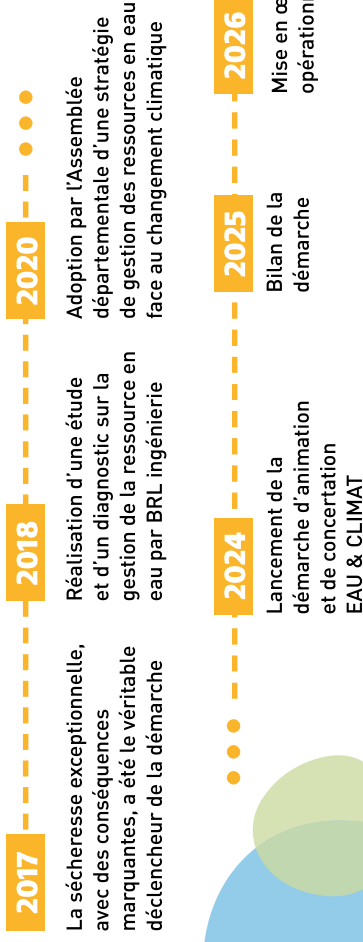 2017
La sécheresse exceptionnelle,
avec des conséquences
marquantes, a été le véritable
déclencheur de la démarche
2018
Réalisation d'une étude
et d'un diagnostic sur la
gestion de la ressource en
eau par BRL ingénierie
2020
Adoption par l'Assemblée
départementale d'une stratégie
de gestion des ressources en eau
face au changement climatique
2024
Lancement de la
démarche d'animation
et de concertation
EAU & CLIMAT
2025
Bilan de la
démarche
2026
Mise en